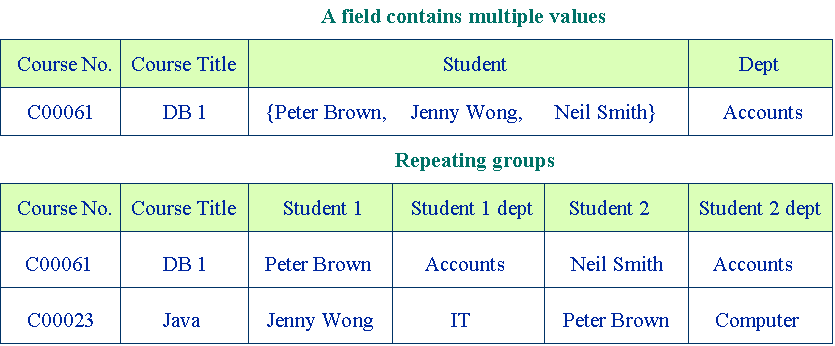 A field contains multiple values
Course No. Course Title Student Dept
C00061 DB 1 {Peter Brown, Jenny Wong, Neil Smith} Accounts
Repeating groups
Course No. Course Title Student 1 Student 1 dept Student 2 Student 2 dept
C00061 DB 1 Peter Brown Accounts Neil Smith Accounts
C00023 Java Jenny Wong IT Peter Brown Computer